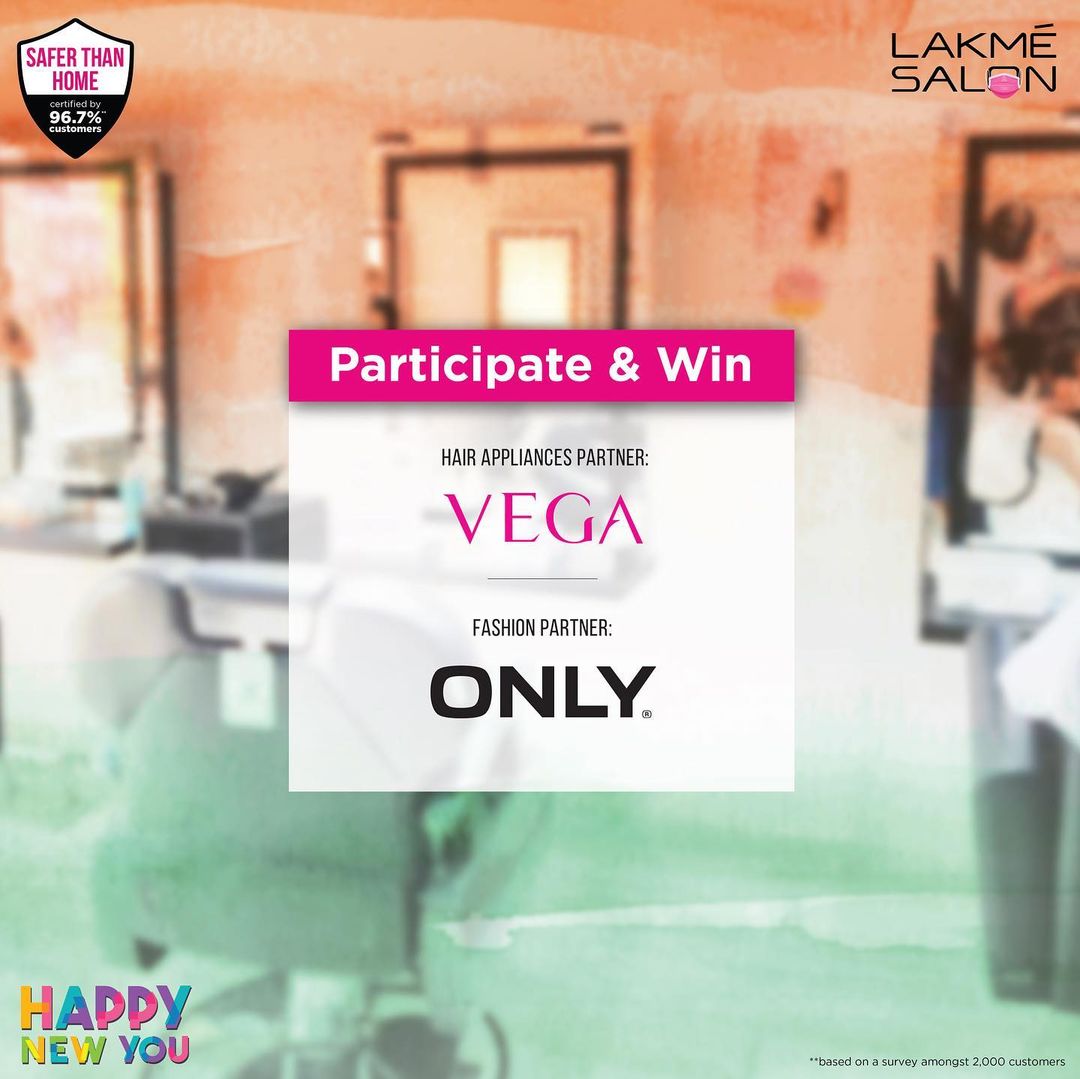 SAFER THAN
HOME
certified by
96.7%**
customers
LAKMÉ
SALON
Participate & Win
HAIR APPLIANCES PARTNER:
VEGA
FASHION PARTNER:
ONLY®
HAPPY
NEW YOU
**based on a survey amongst 2,000 customers